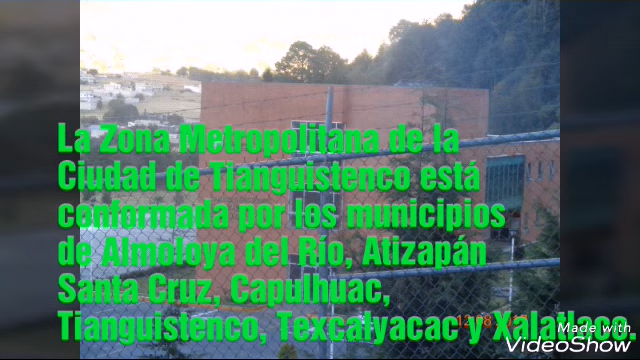 La Zona Metropolitana de la
Ciudad de Tianguistenco está
conformada por los municipios
de Almoloya del Río, Atizapán
Santa Cruz, Capulhuac,
Tianguistenco, Texcalyacac y Xalatlaco.
Made with
VideoShow